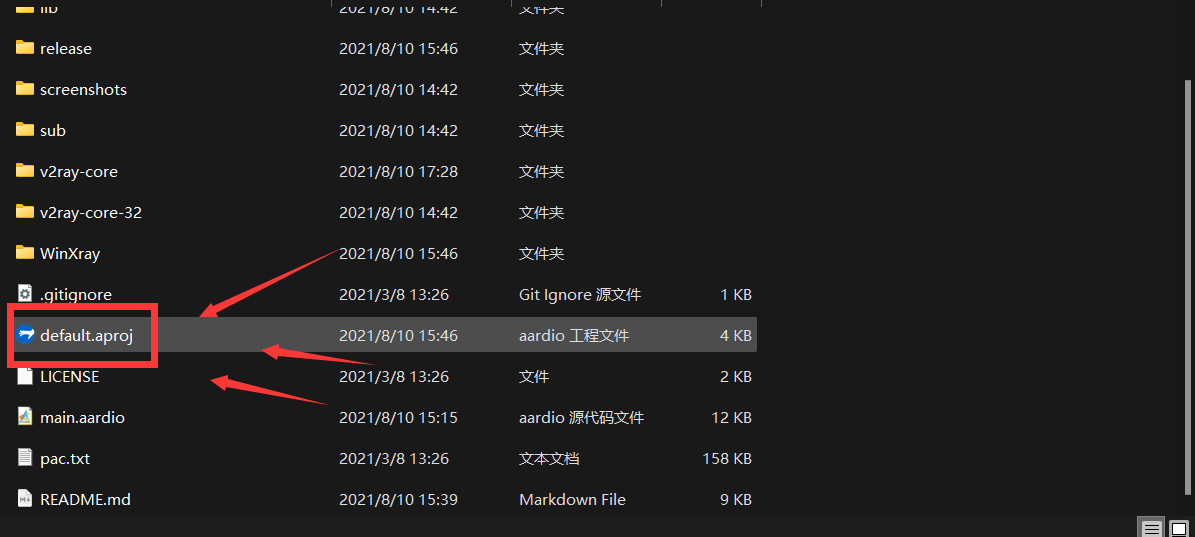 lib 2021/8/10 14:42 文件夹
release 2021/8/10 15:46 文件夹
screenshots 2021/8/10 14:42 文件夹
sub 2021/8/10 14:42 文件夹
v2ray-core 2021/8/10 17:28 文件夹
v2ray-core-32 2021/8/10 14:42 文件夹
WinXray 2021/8/10 15:46 文件夹
.gitignore 2021/3/8 13:26 Git Ignore 源文件 1 KB
default.aproj 2021/8/10 15:46 aardio 工程文件 4 KB
LICENSE 2021/3/8 13:26 文件 2 KB
main.aardio 2021/8/10 15:15 aardio 源代码文件 12 KB
pac.txt 2021/3/8 13:26 文本文档 158 KB
README.md 2021/8/10 15:39 Markdown File 9 KB